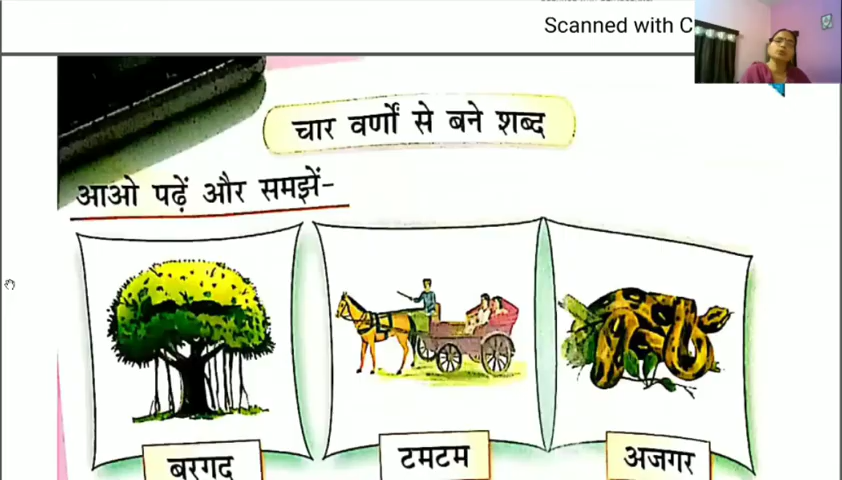 Scanned with C
चार वर्णों से बने शब्द
आओ पढ़ें और समझें-
बरगद
टमटम
अजगर